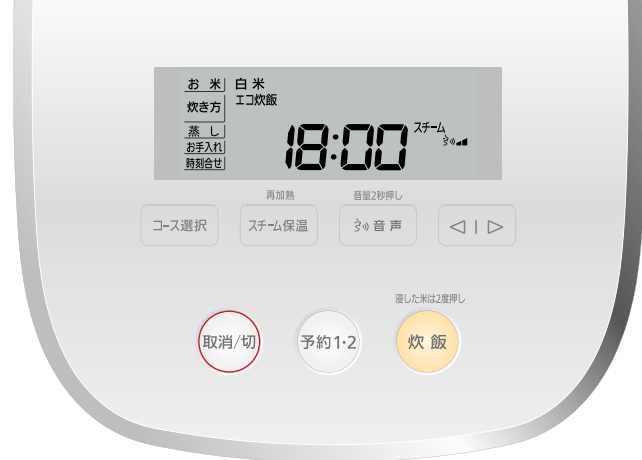 お 米 白 米
炊き方 エコ炊飯
蒸 し
お手入れ
時刻合せ
18:00 スチーム
再加熱 音量2秒押し
コース選択 スチーム保温 音 声
浸した米は2度押し
取消/切 予約1・2 炊 飯